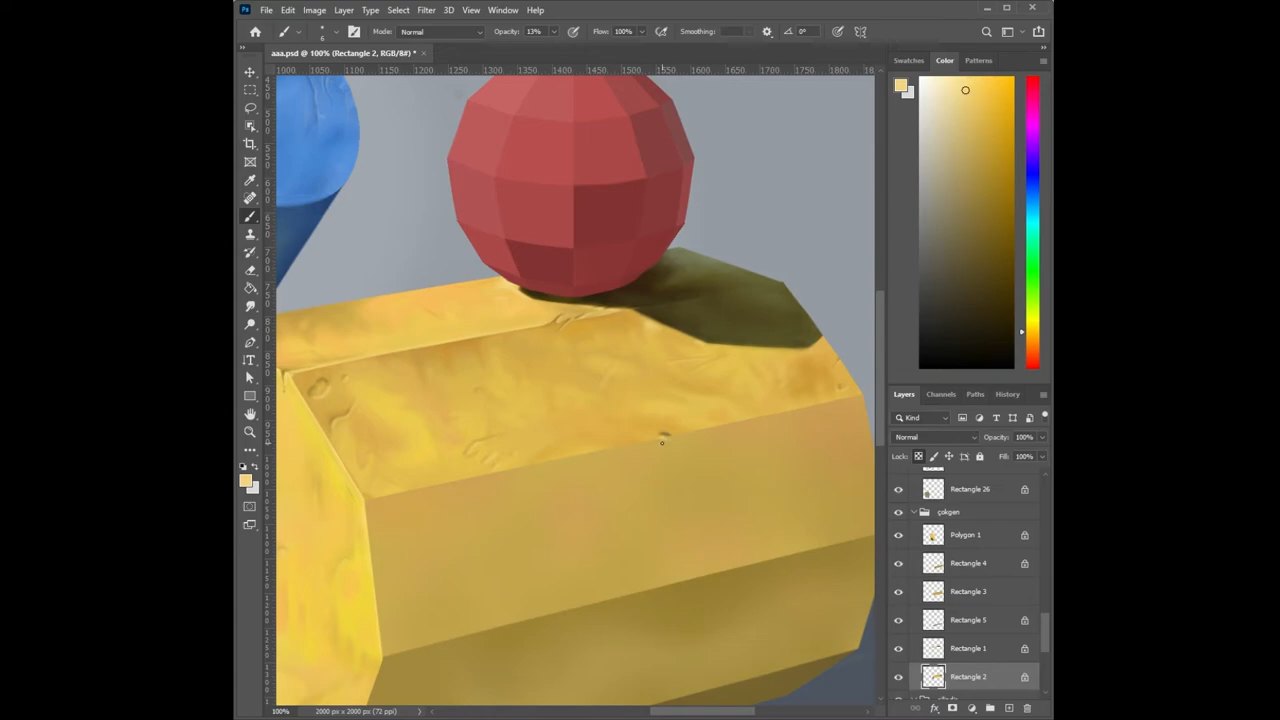 File Edit Image Layer Type Select Filter 3D View Window Help
6 Mode: Normal Opacity: 13% Flow: 100% Smoothing: 0°
aaa.psd @ 100% (Rectangle 2, RGB/8#) *
1000 1050 1100 1150 1200 1250 1300 1350 1400 1450 1500 1550 1600 1650 1700 1750 1800
Swatches Color Patterns
Layers Channels Paths History
Kind
Normal Opacity: 100%
Lock: Fill: 100%
Rectangle 26
çokgen
Polygon 1
Rectangle 4
Rectangle 3
Rectangle 5
Rectangle 1
Rectangle 2
100% 2000 px x 2000 px (72 ppi)